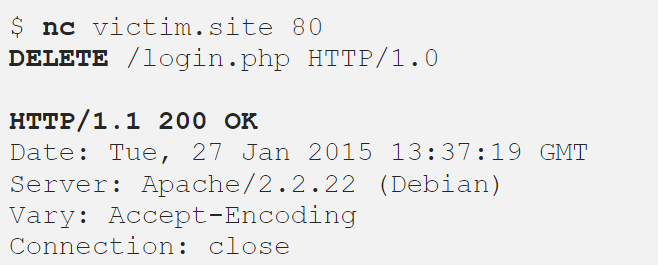 $ nc victim.site 80
DELETE /login.php HTTP/1.0
HTTP/1.1 200 OK
Date: Tue, 27 Jan 2015 13:37:19 GMT
Server: Apache/2.2.22 (Debian)
Vary: Accept-Encoding
Connection: close